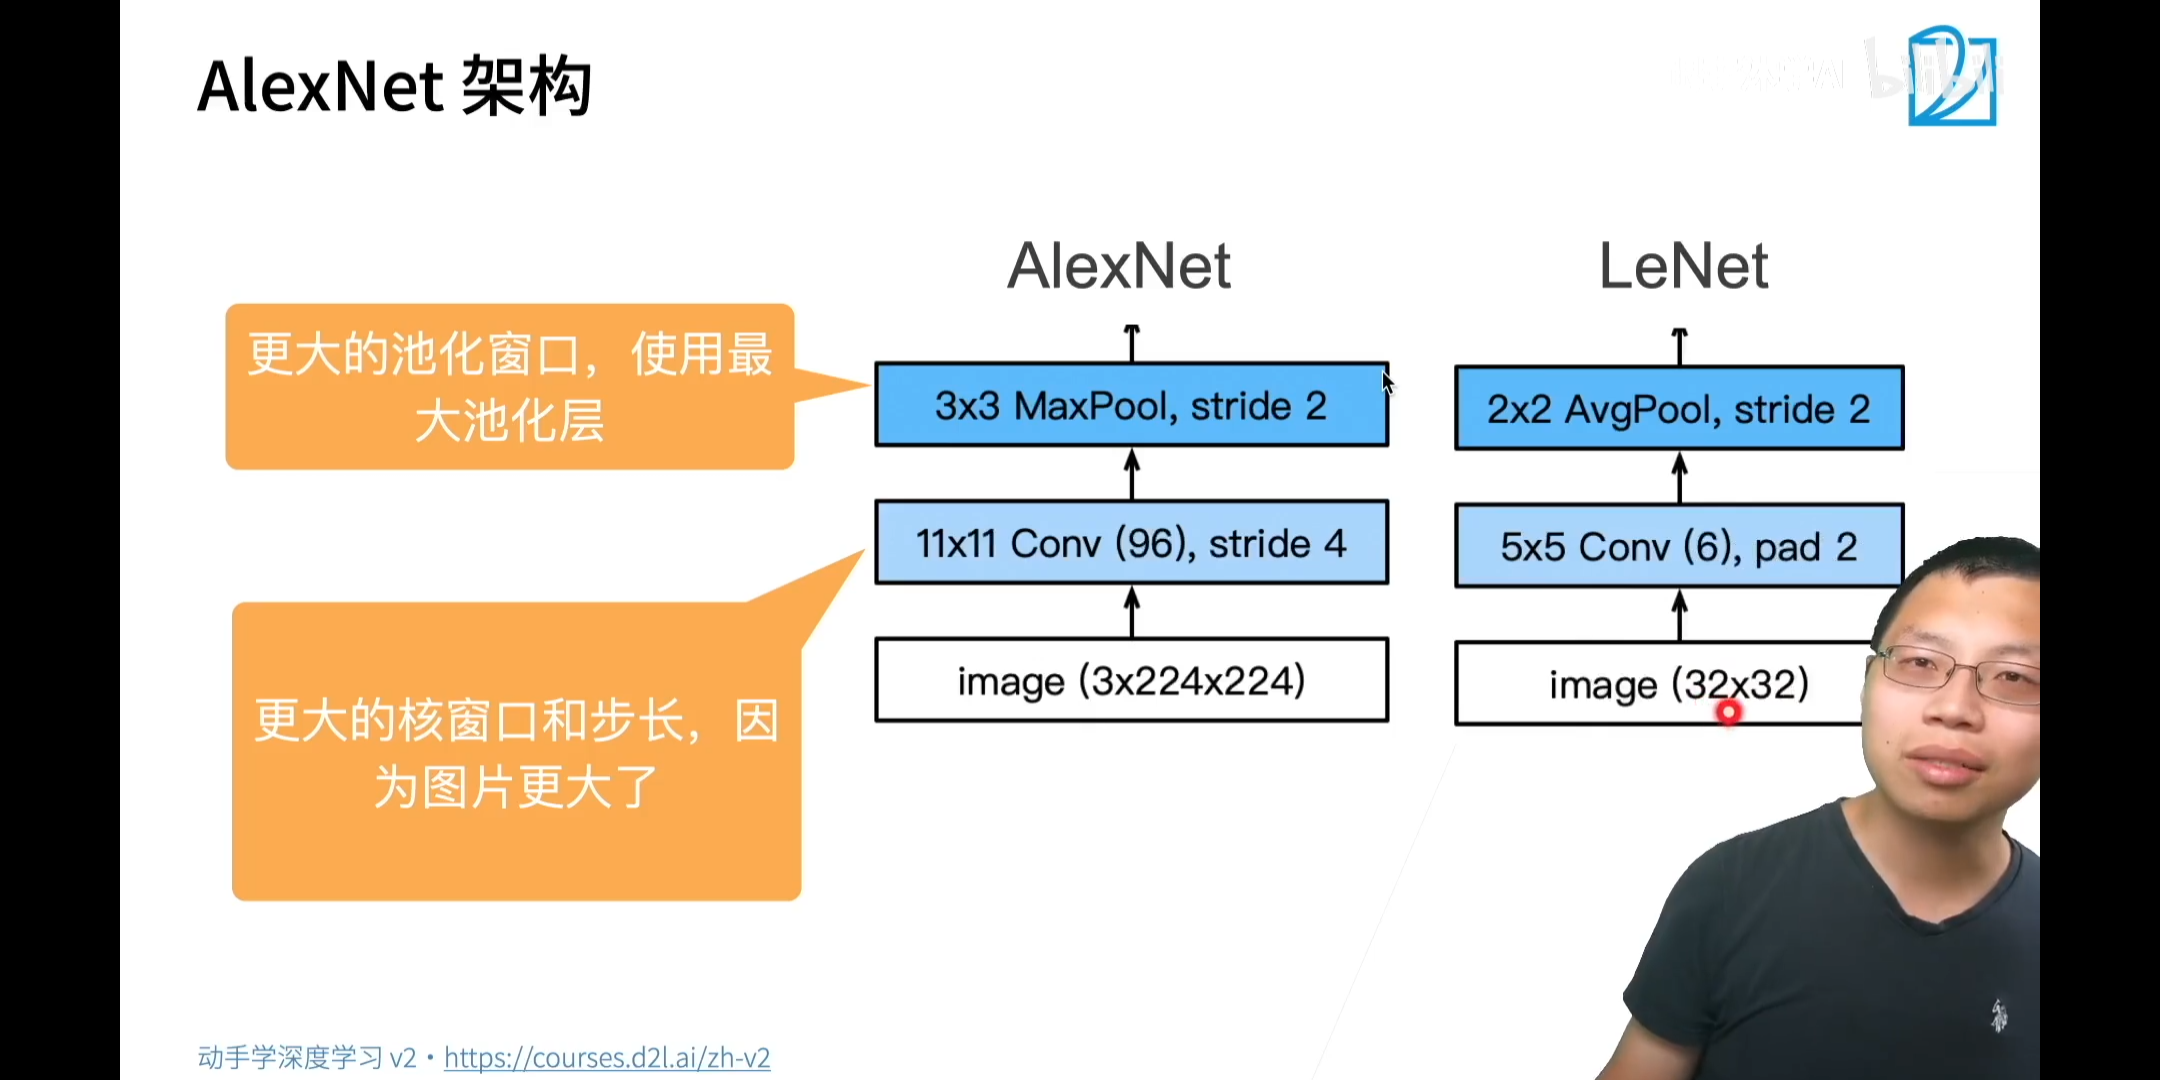 AlexNet 架构
bilibili
AlexNet
LeNet
更大的池化窗口，使用最
大池化层
3x3 MaxPool, stride 2
2x2 AvgPool, stride 2
11x11 Conv (96), stride 4
5x5 Conv (6), pad 2
更大的核窗口和步长，因
为图片更大了
image (3x224x224)
image (32x32)
动手学深度学习 v2 · https://courses.d2l.ai/zh-v2